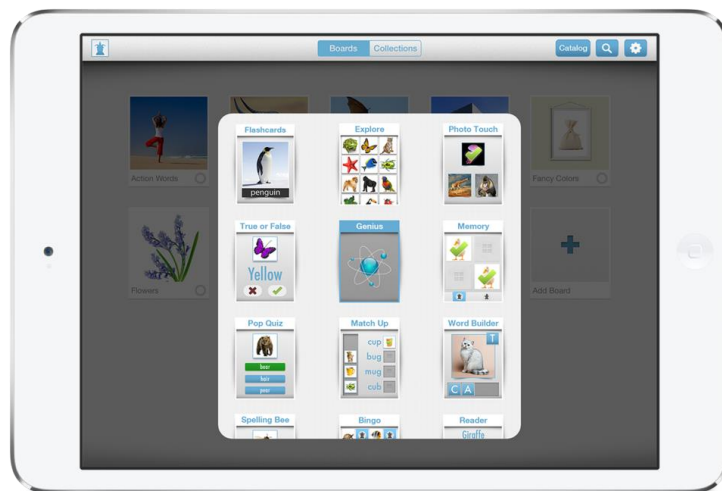 Boards Collections Catalog
Flashcards Explore Photo Touch
penguin
Action Words Fancy Colors
True or False Genius Memory
Yellow
Flowers Add Board
Pop Quiz Match Up Word Builder
T
cup
bear bug
mug
cub
C A
Spelling Bee Bingo Reader
Giraffe